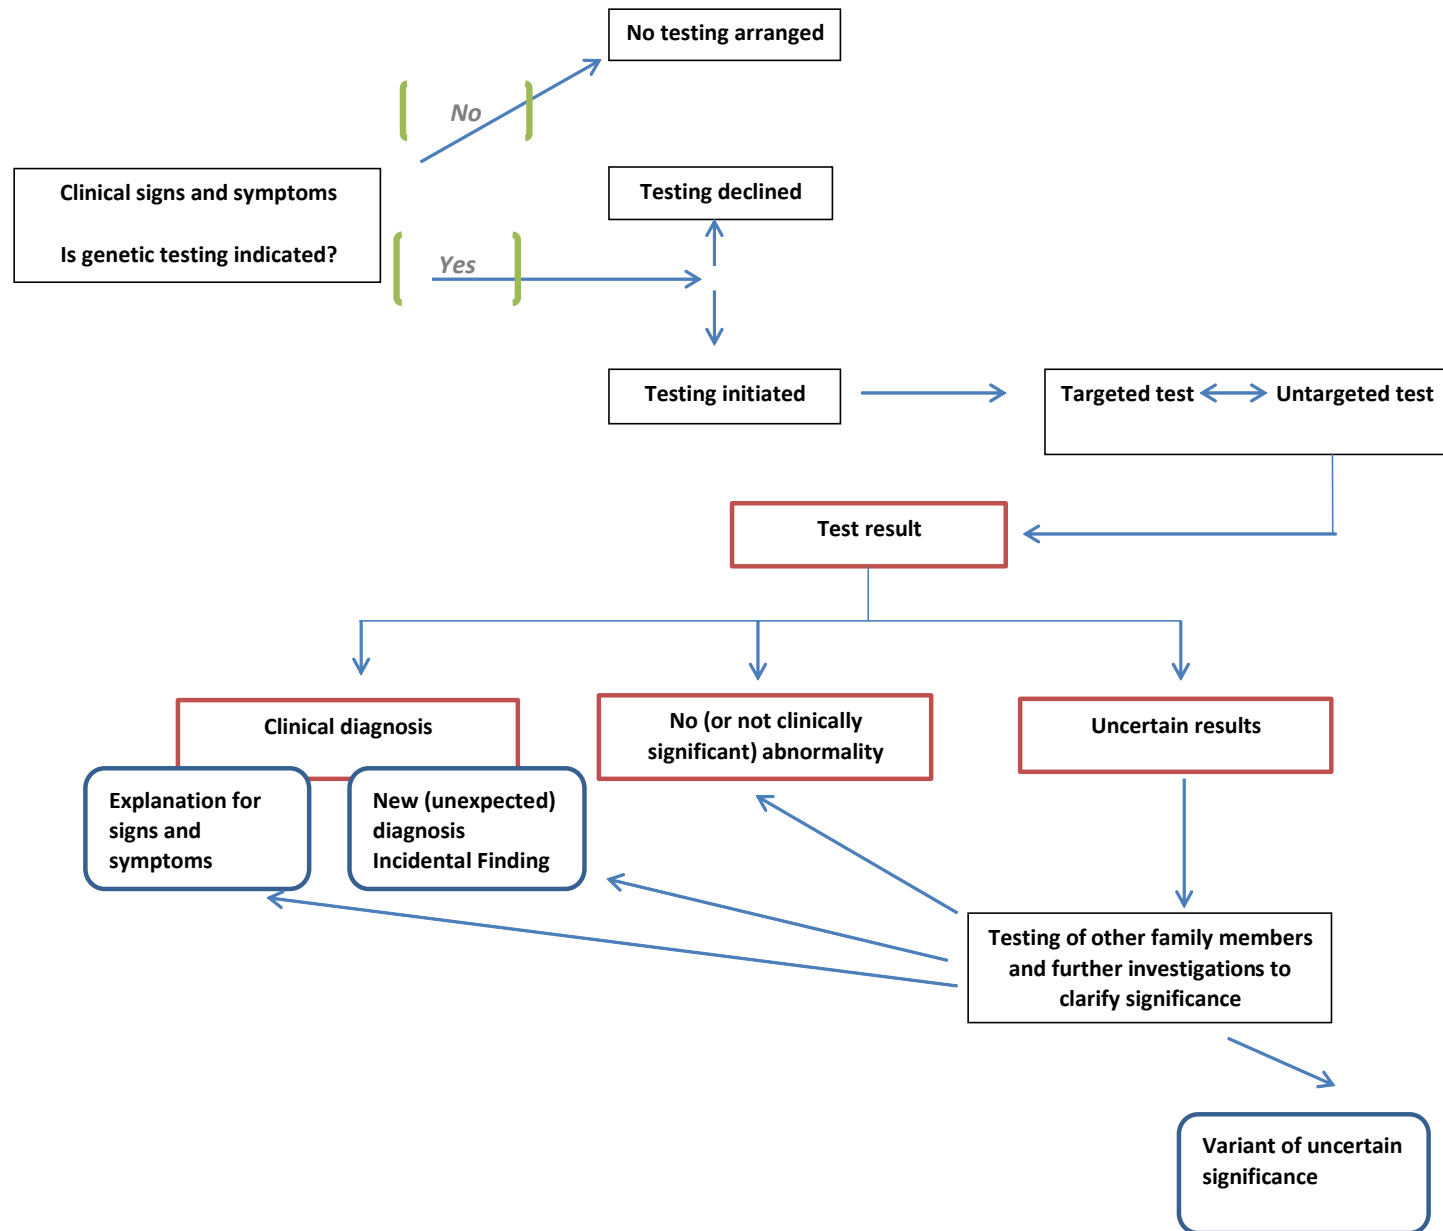 No testing arranged
No
Clinical signs and symptoms
Is genetic testing indicated?
Testing declined
Yes
Testing initiated
Targeted test
Untargeted test
Test result
Clinical diagnosis
No (or not clinically
significant) abnormality
Uncertain results
Explanation for
signs and
symptoms
New (unexpected)
diagnosis
Incidental Finding
Testing of other family members
and further investigations to
clarify significance
Variant of uncertain
significance